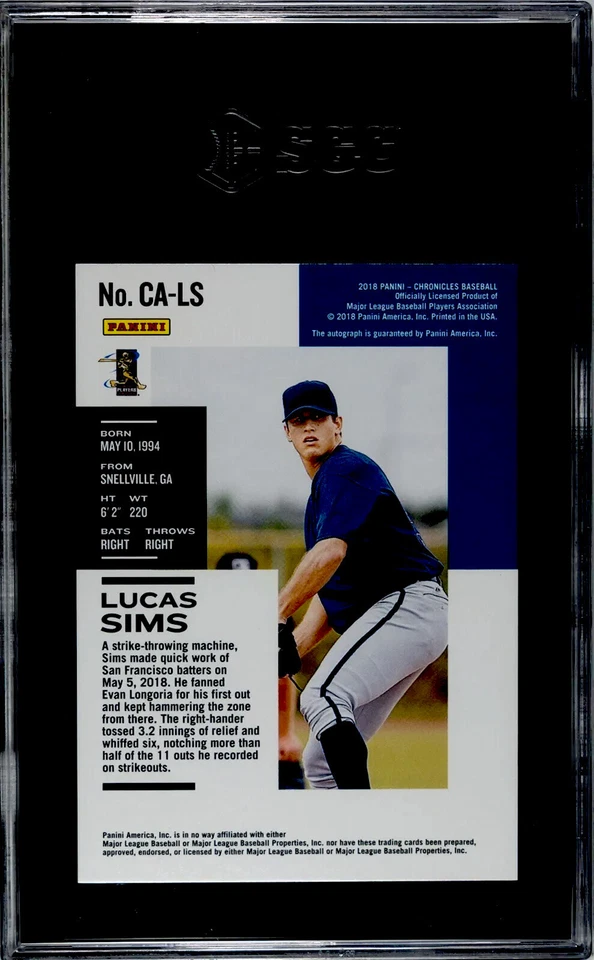 SGC
No. CA-LS
PANINI
PLAYERS
2018 PANINI – CHRONICLES BASEBALL
Officially Licensed Product of
Major League Baseball Players Association
© 2018 Panini America, Inc. Printed in the USA.
The autograph is guaranteed by Panini America, Inc.
BORN
MAY 10, 1994
FROM
SNELLVILLE, GA
HT WT
6' 2" 220
BATS THROWS
RIGHT RIGHT
LUCAS
SIMS
A strike-throwing machine,
Sims made quick work of
San Francisco batters on
May 5, 2018. He fanned
Evan Longoria for his first out
and kept hammering the zone
from there. The right-hander
tossed 3.2 innings of relief and
whiffed six, notching more than
half of the 11 outs he recorded
on strikeouts.
Panini America, Inc. is in no way affiliated with either
Major League Baseball or Major League Baseball Properties, Inc. nor have these trading cards been prepared,
approved, endorsed, or licensed by either Major League Baseball or Major League Baseball Properties, Inc.